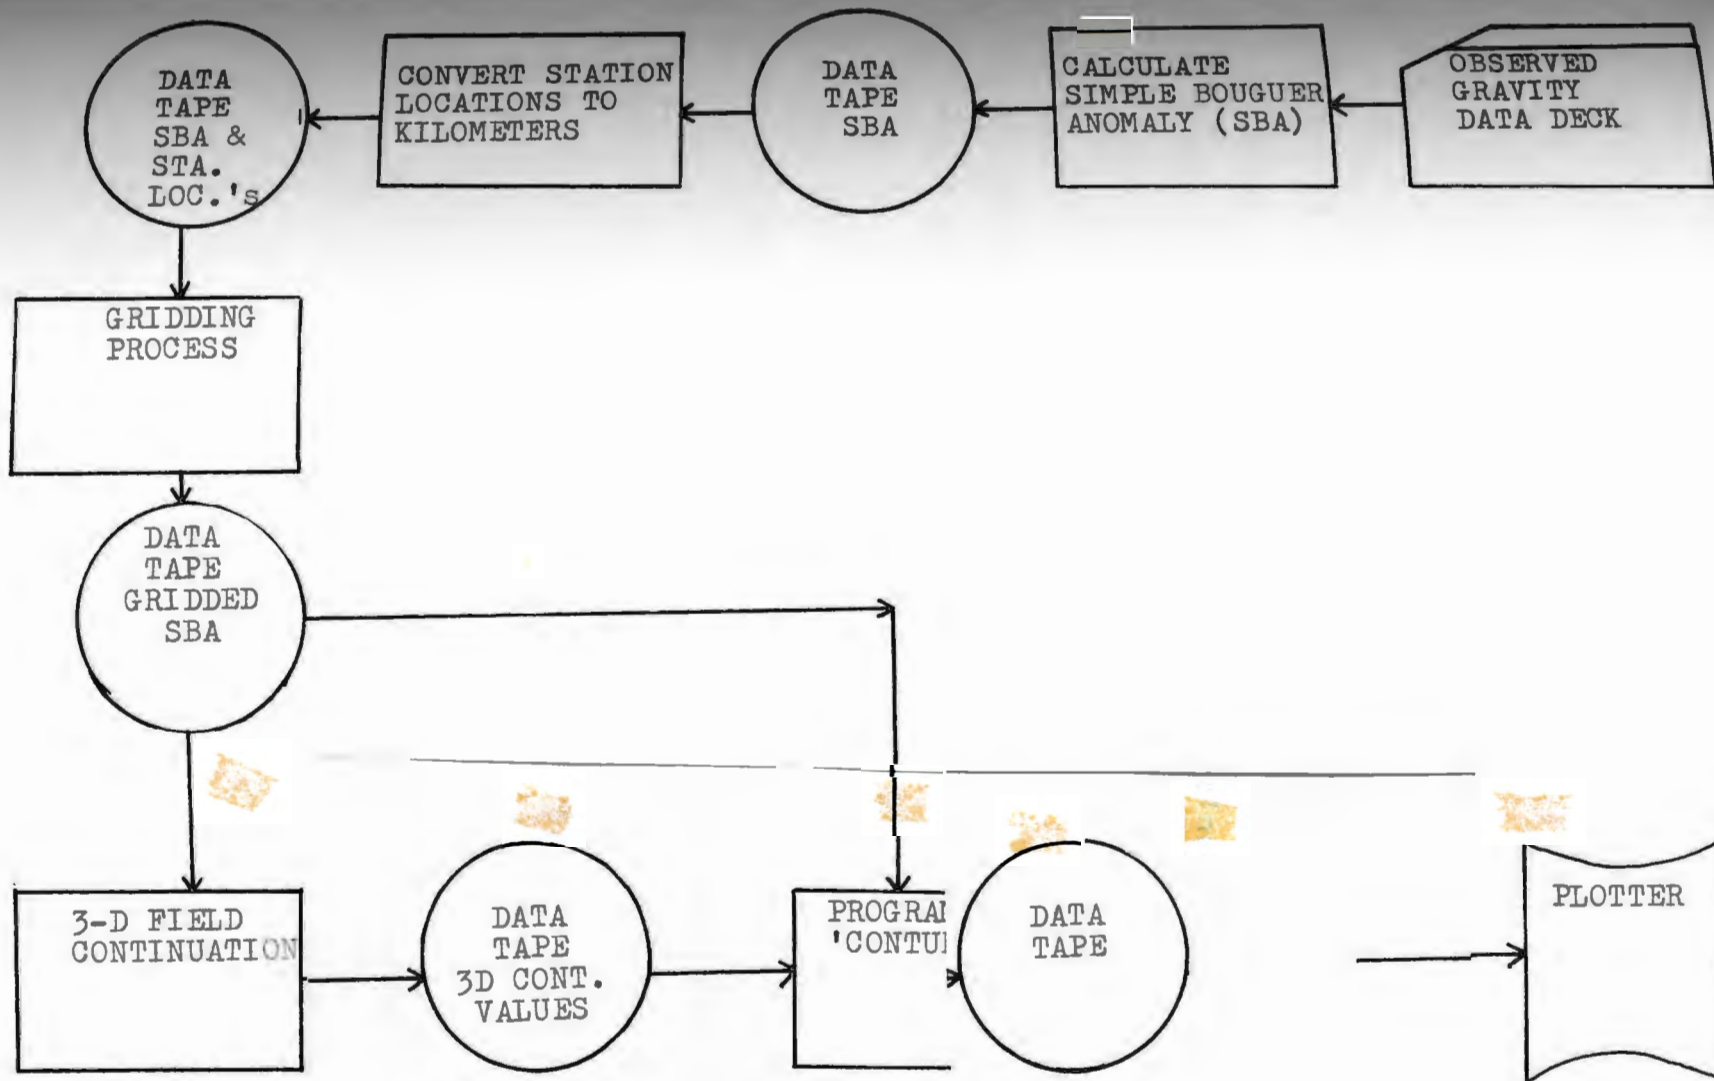 DATA
TAPE
SBA &
STA.
LOC.'s
CONVERT STATION
LOCATIONS TO
KILOMETERS
DATA
TAPE
SBA
CALCULATE
SIMPLE BOUGUER
ANOMALY (SBA)
OBSERVED
GRAVITY
DATA DECK
GRIDDING
PROCESS
DATA
TAPE
GRIDDED
SBA
3-D FIELD
CONTINUATION
DATA
TAPE
3D CONT.
VALUES
DATA
TAPE
PLOTTER